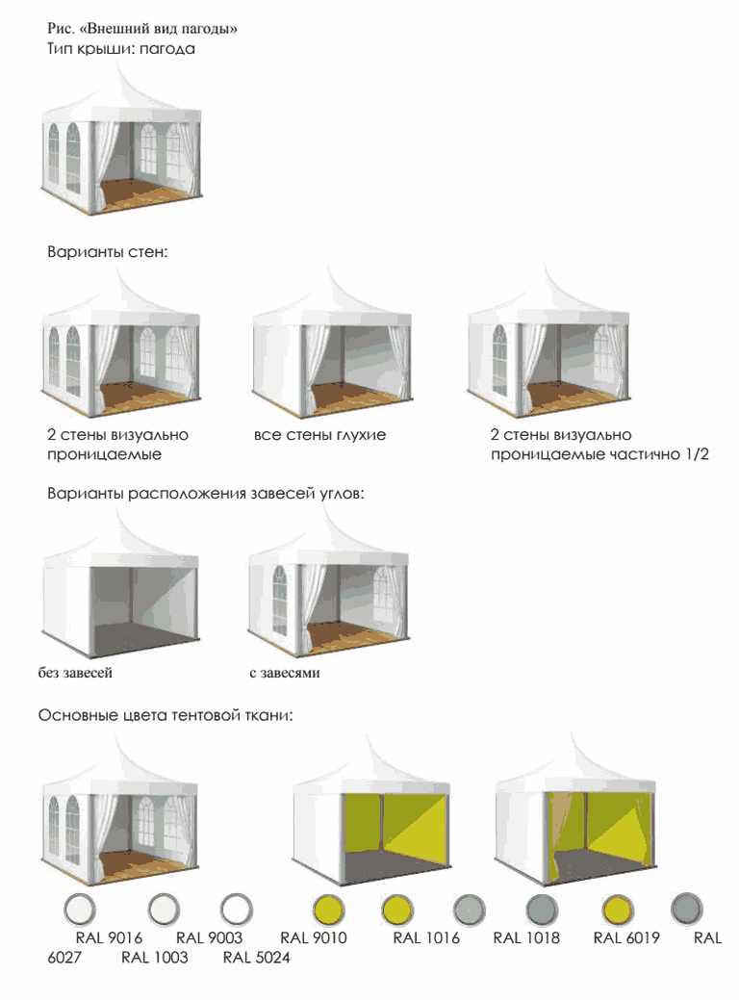 Рис. «Внешний вид пагоды»
Тип крыши: пагода
Варианты стен:
2 стены визуально
проницаемые
все стены глухие
2 стены визуально
проницаемые частично 1/2
Варианты расположения завесей углов:
без завесей
с завесями
Основные цвета тентовой ткани:
RAL 9016 RAL 9003 RAL 9010 RAL 1016 RAL 1018 RAL 6019 RAL
6027 RAL 1003 RAL 5024